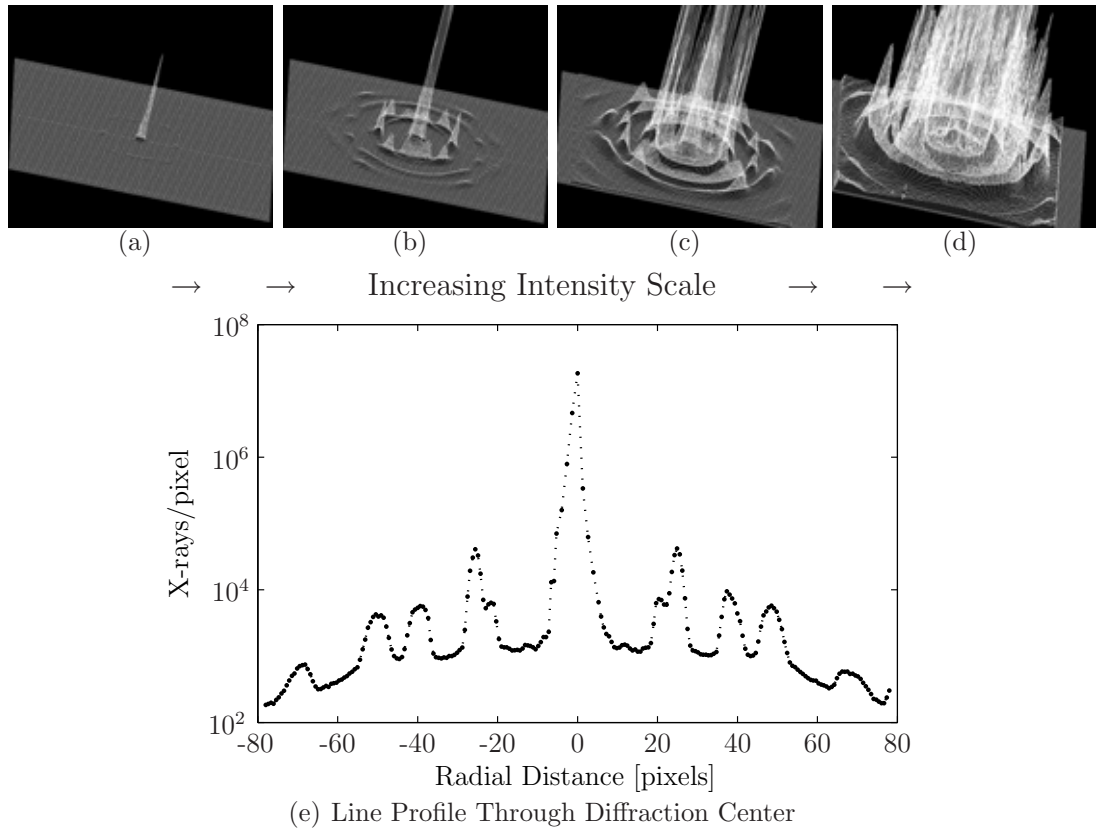 (a) (b) (c) (d)
→ → Increasing Intensity Scale → →
10^8
10^6
10^4
10^2
X-rays/pixel
-80 -60 -40 -20 0 20 40 60 80
Radial Distance [pixels]
(e) Line Profile Through Diffraction Center